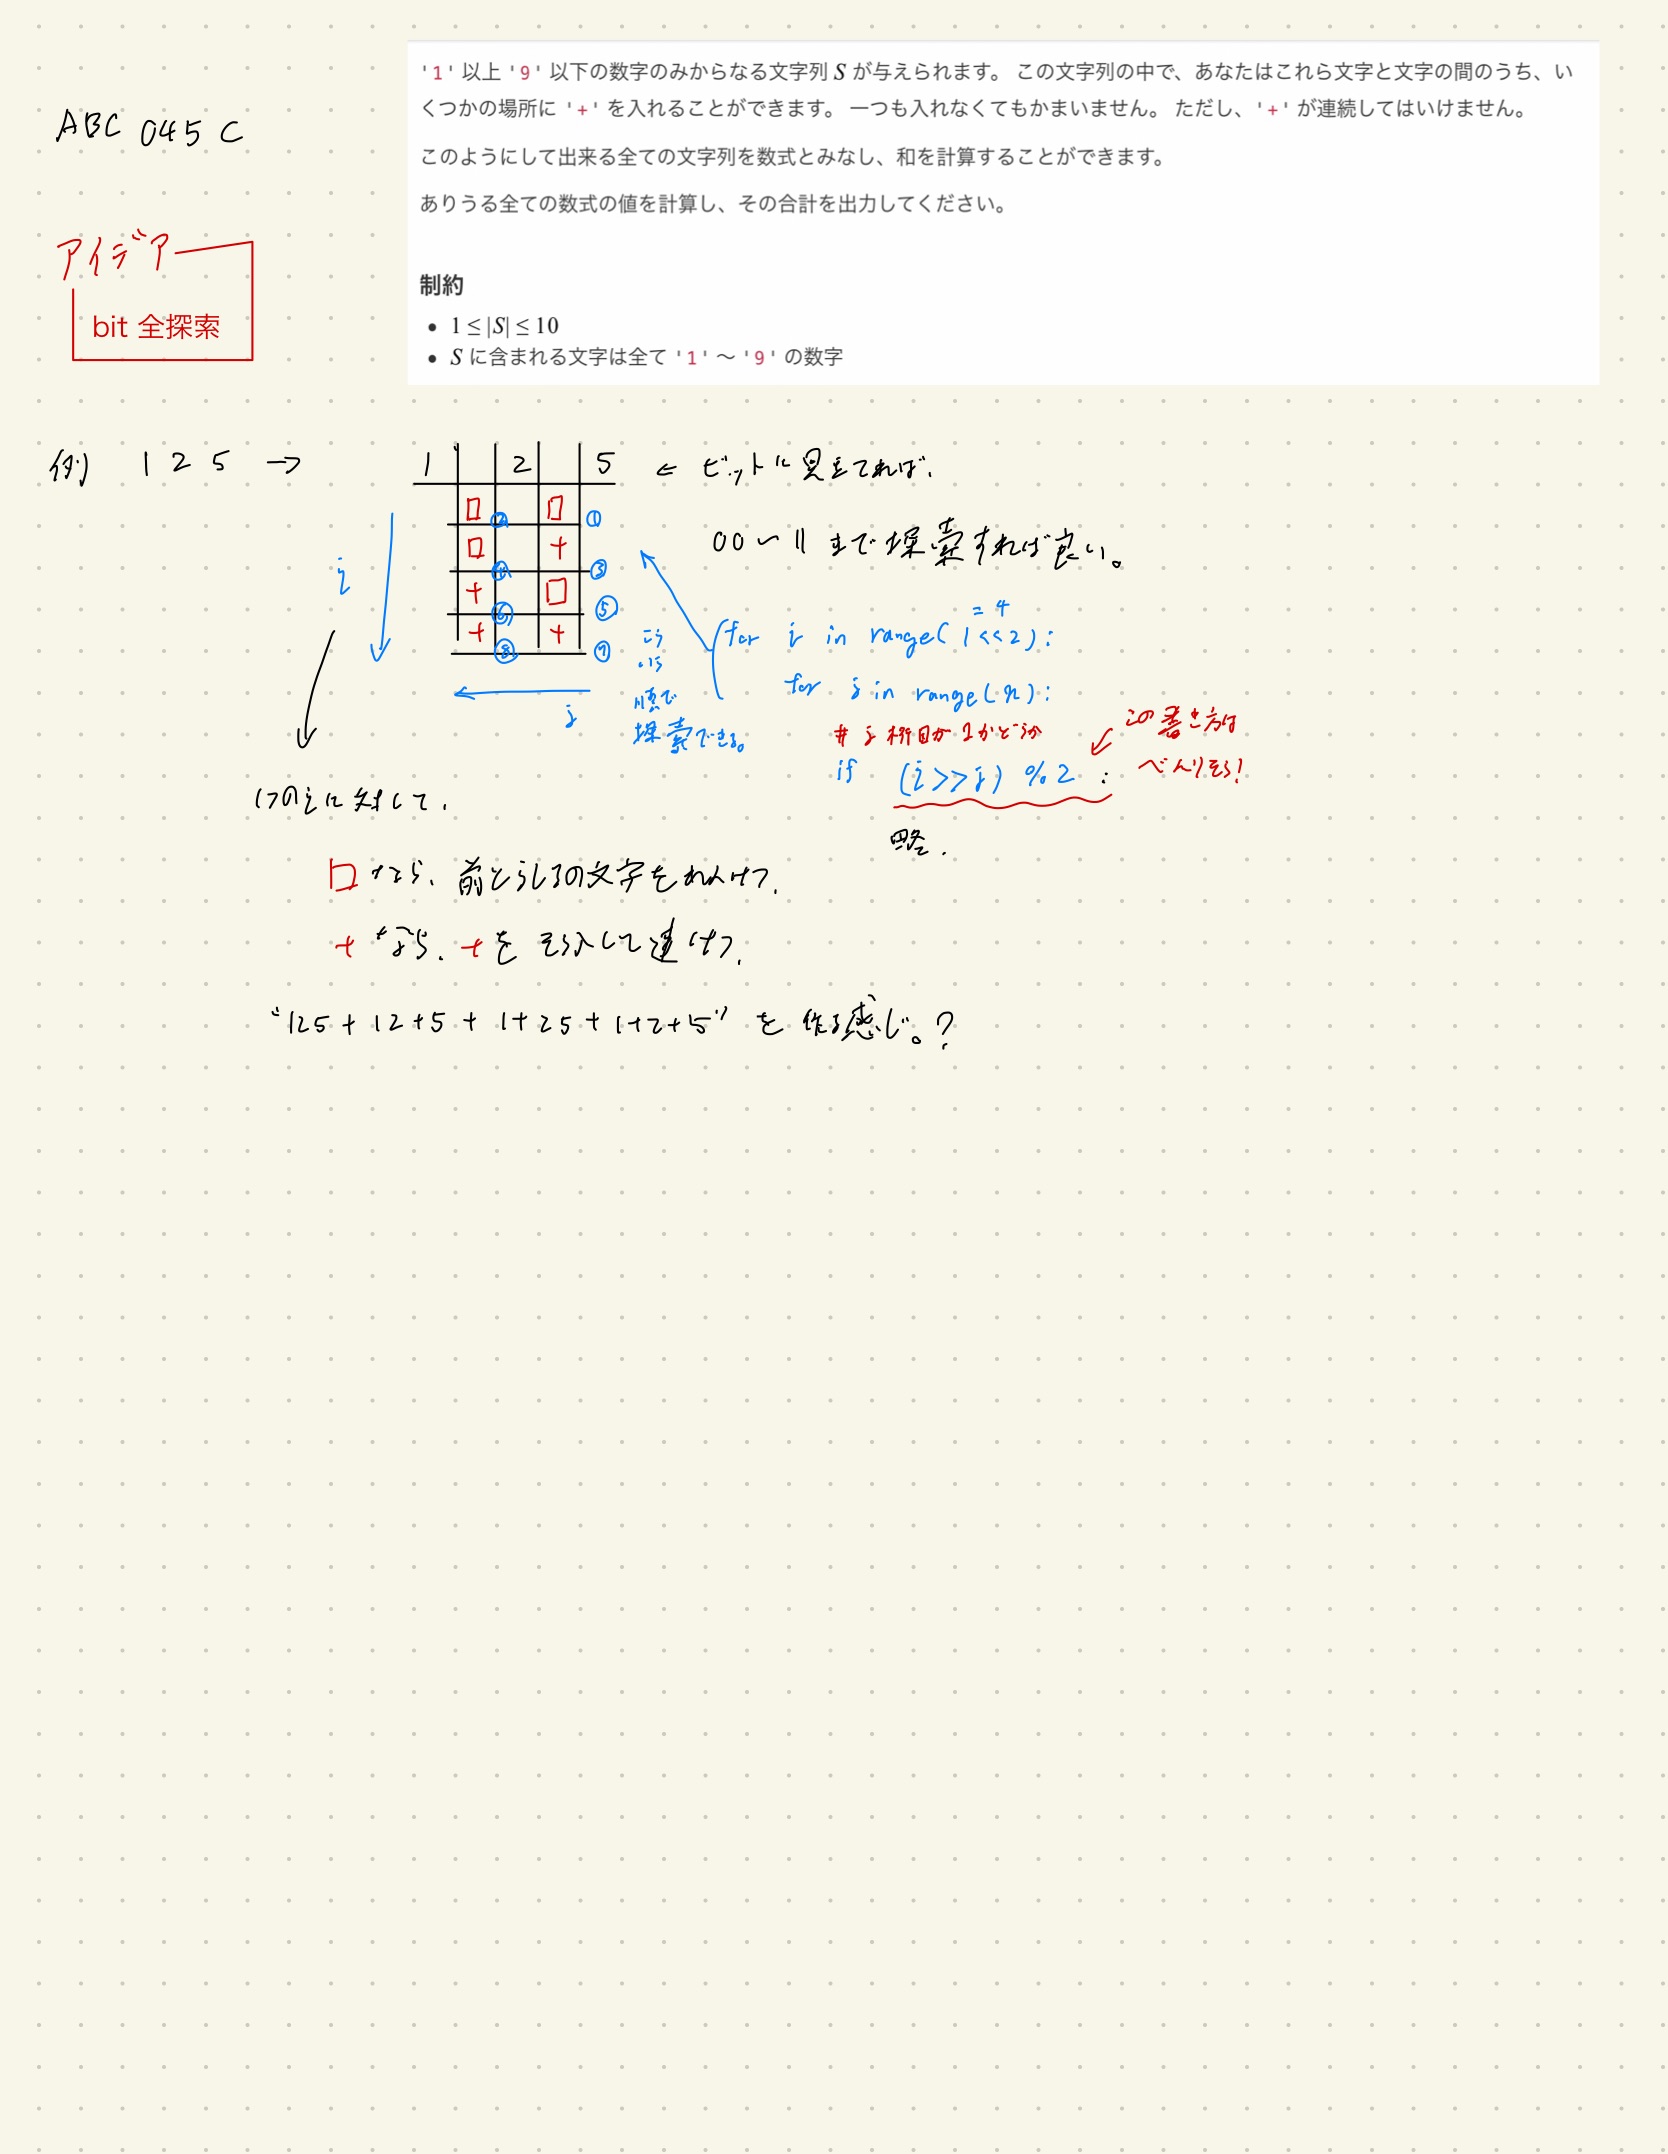 ABC 045 C
'1' 以上 '9' 以下の数字のみからなる文字列 S が与えられます。 この文字列の中で、あなたはこれら文字と文字の間のうち、い
くつかの場所に '+' を入れることができます。 一つも入れなくてもかまいません。 ただし、'+' が連続してはいけません。
このようにして出来る全ての文字列を数式とみなし、和を計算することができます。
ありうる全ての数式の値を計算し、その合計を出力してください。
制約
• 1 ≤ |S| ≤ 10
• S に含まれる文字は全て '1' 〜 '9' の数字
アイデア
bit 全探索
例) 1 2 5 →
1 2 5
← ビットに見立てれば、
00〜11 まで探索すれば良い。
□ ② □ ①
□ ④ + ③
+ ⑥ □ ⑤
+ ⑧ + ⑦
i
j
こういう
順で
探索できる。
= 4
for i in range(1<<2):
for j in range(n):
# j 桁目が1かどうか
if (i>>j) %2 :
略.
この書き方は
べんりそう!
1つのiに対して、
□ なら、前とうしろの文字をれんけつ、
+ なら、+を そう入して連けつ、
"125 + 12+5 + 1+25 + 1+2+5" を 作る感じ。?